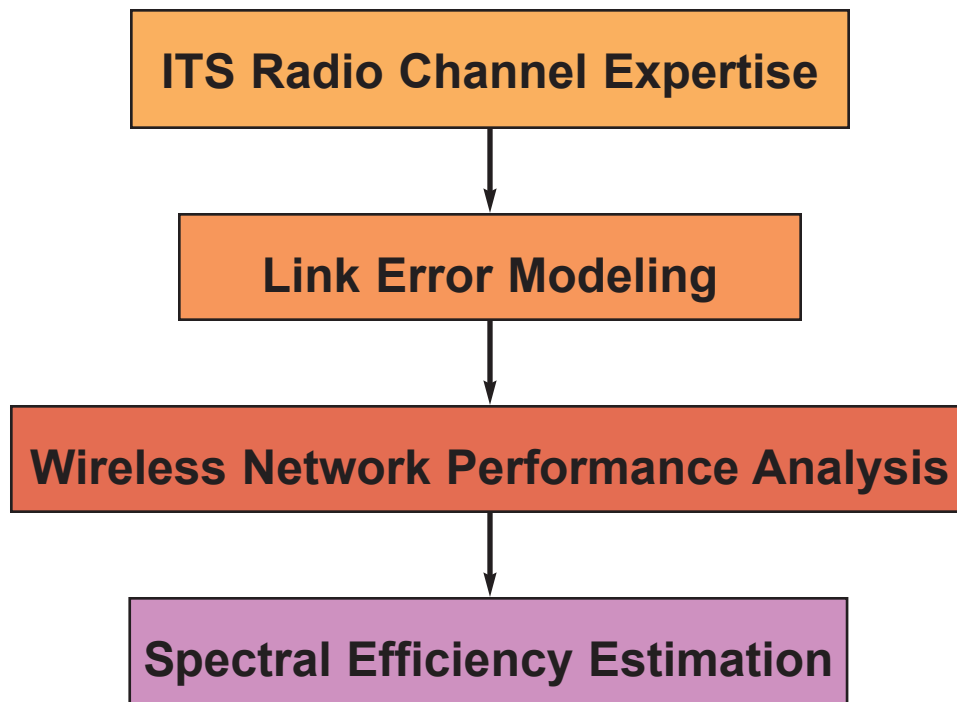 ITS Radio Channel Expertise
Link Error Modeling
Wireless Network Performance Analysis
Spectral Efficiency Estimation